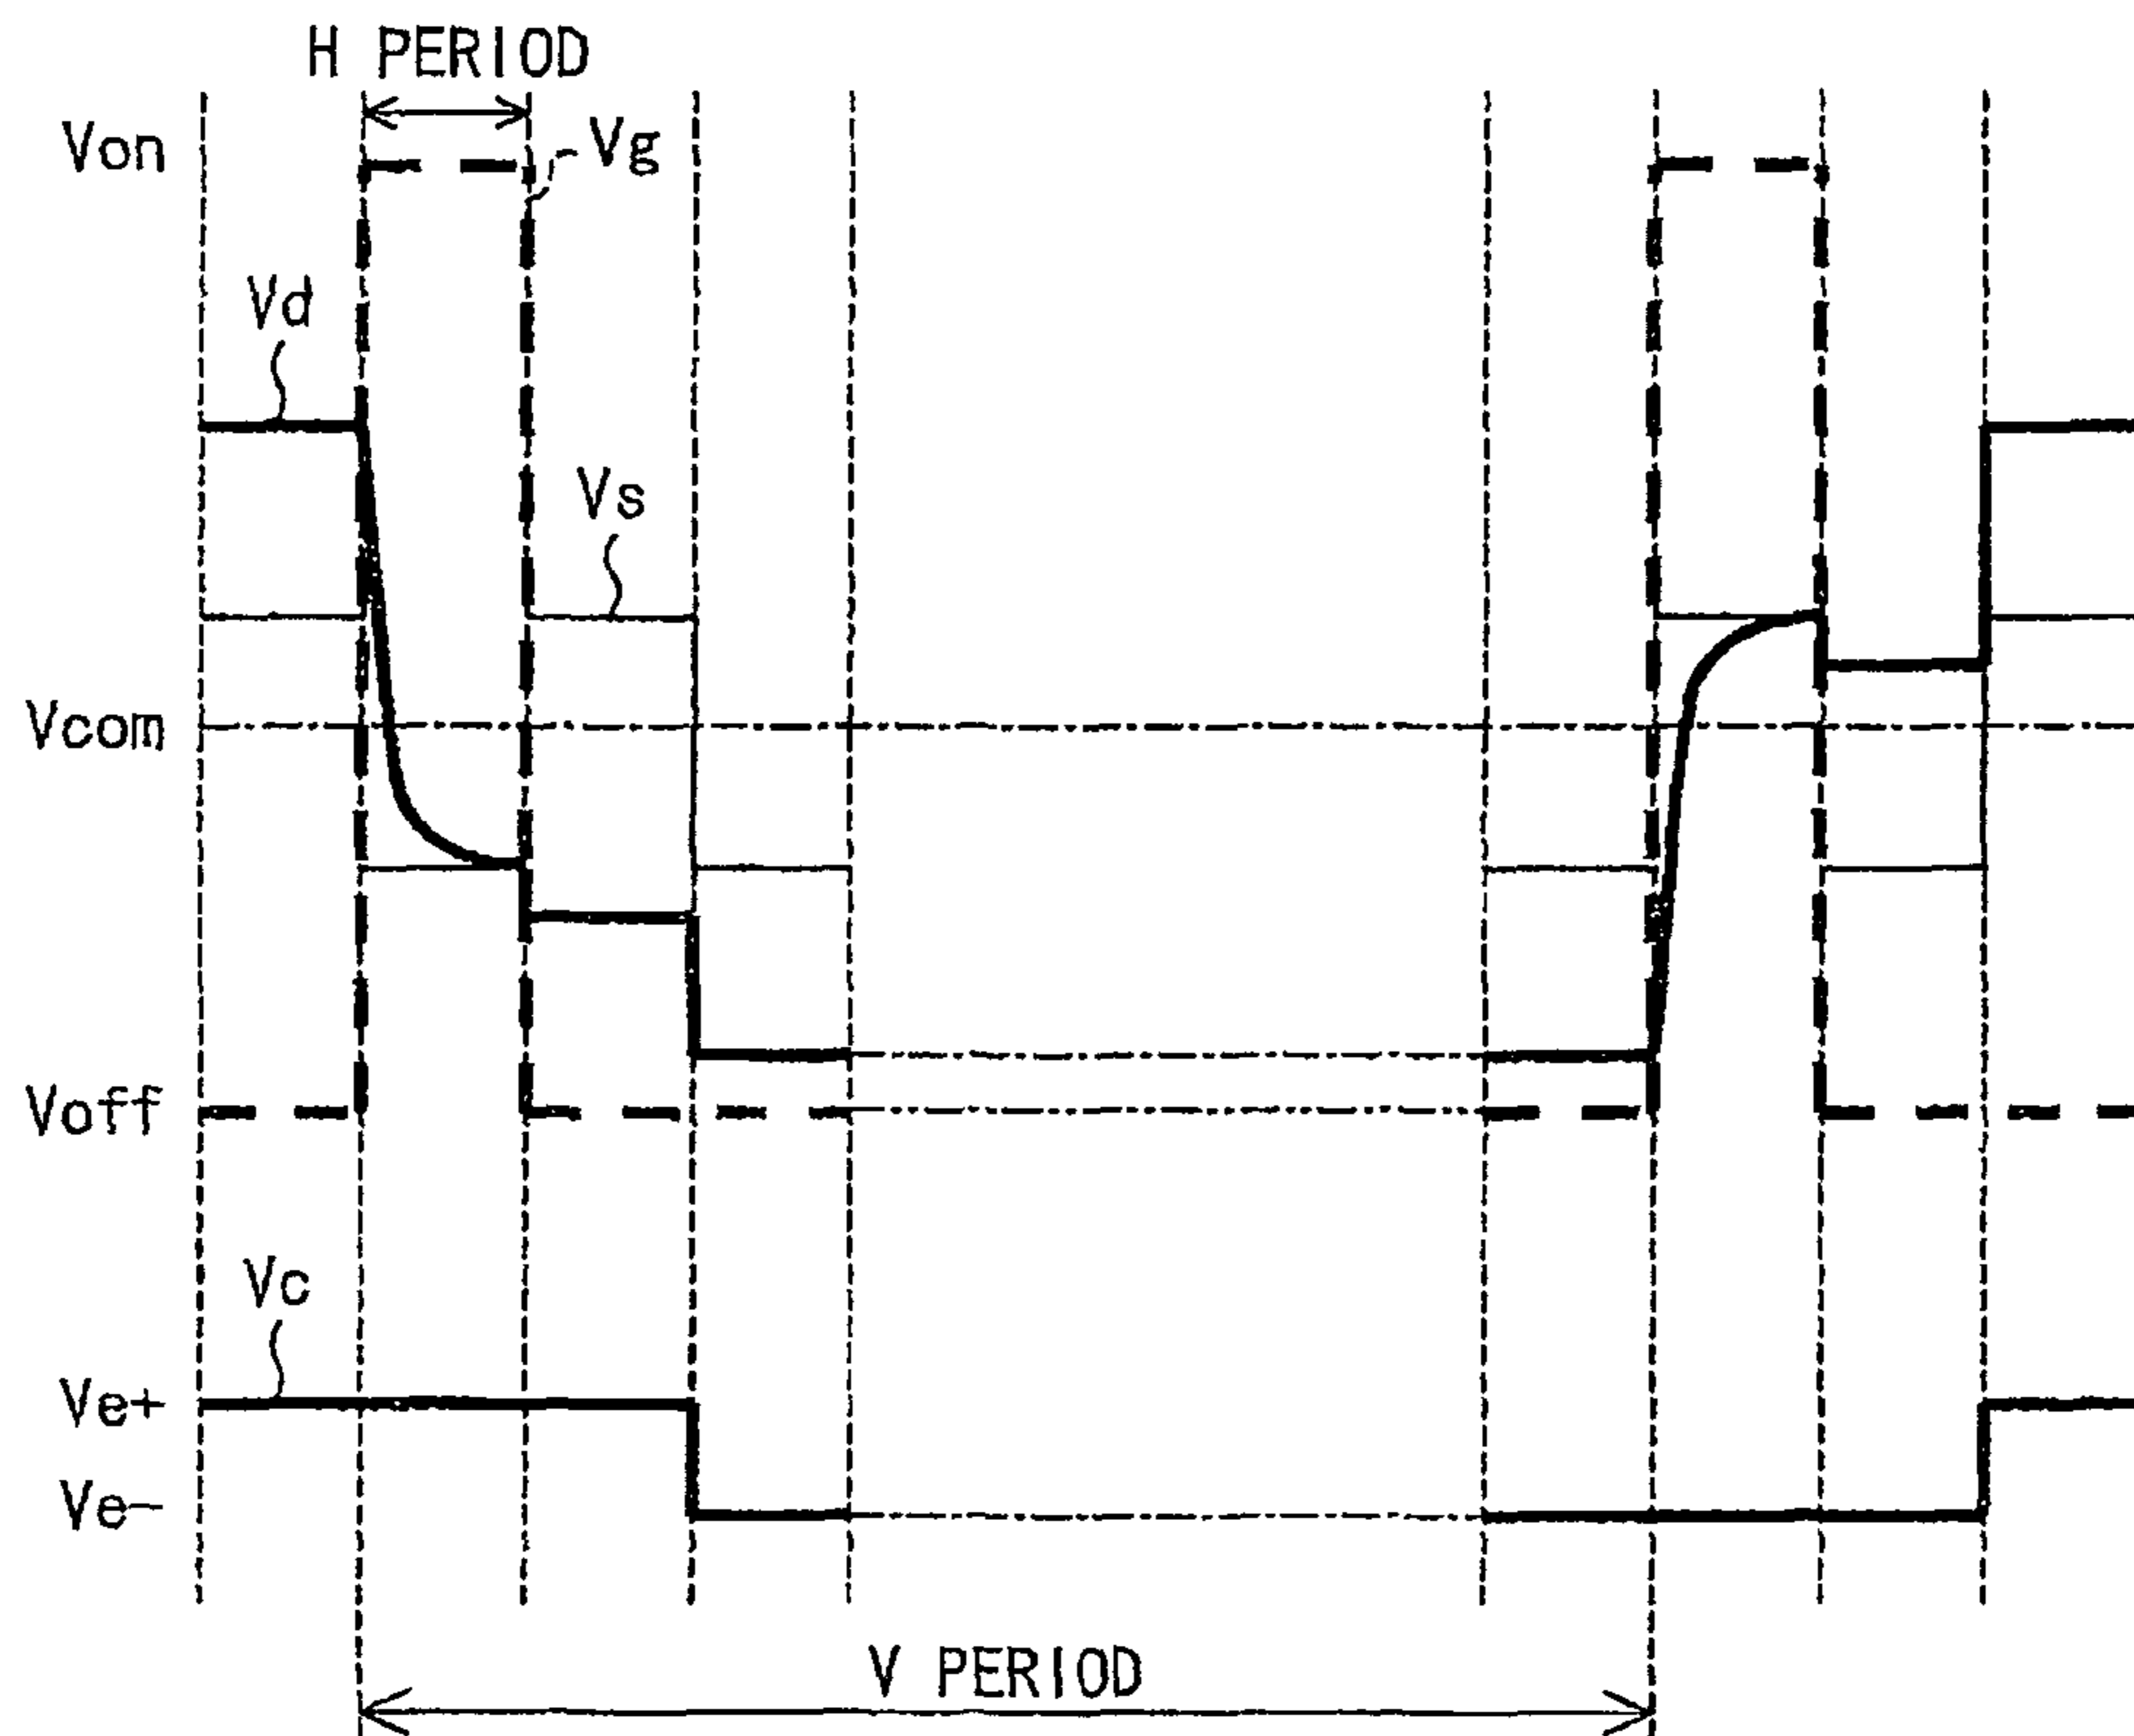 H PERIOD
Von
Vg
Vd
Vs
Vcom
Voff
Vc
Ve+
Ve−
V PERIOD